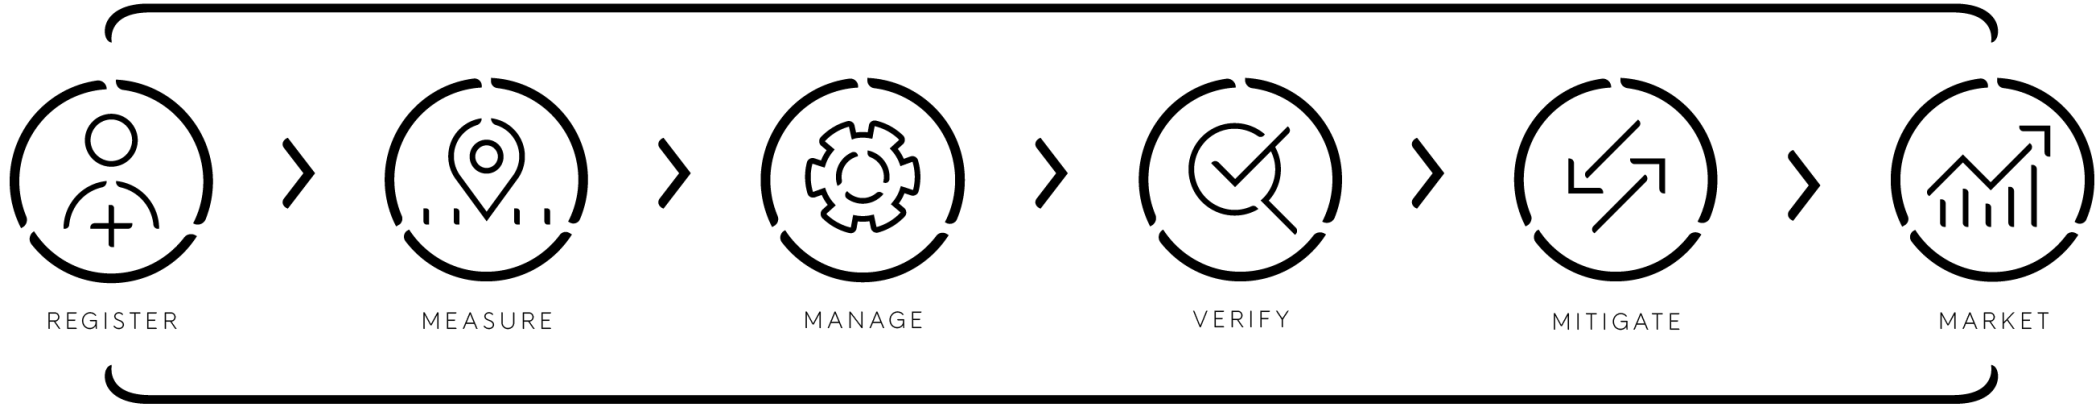 REGISTER
MEASURE
MANAGE
VERIFY
MITIGATE
MARKET